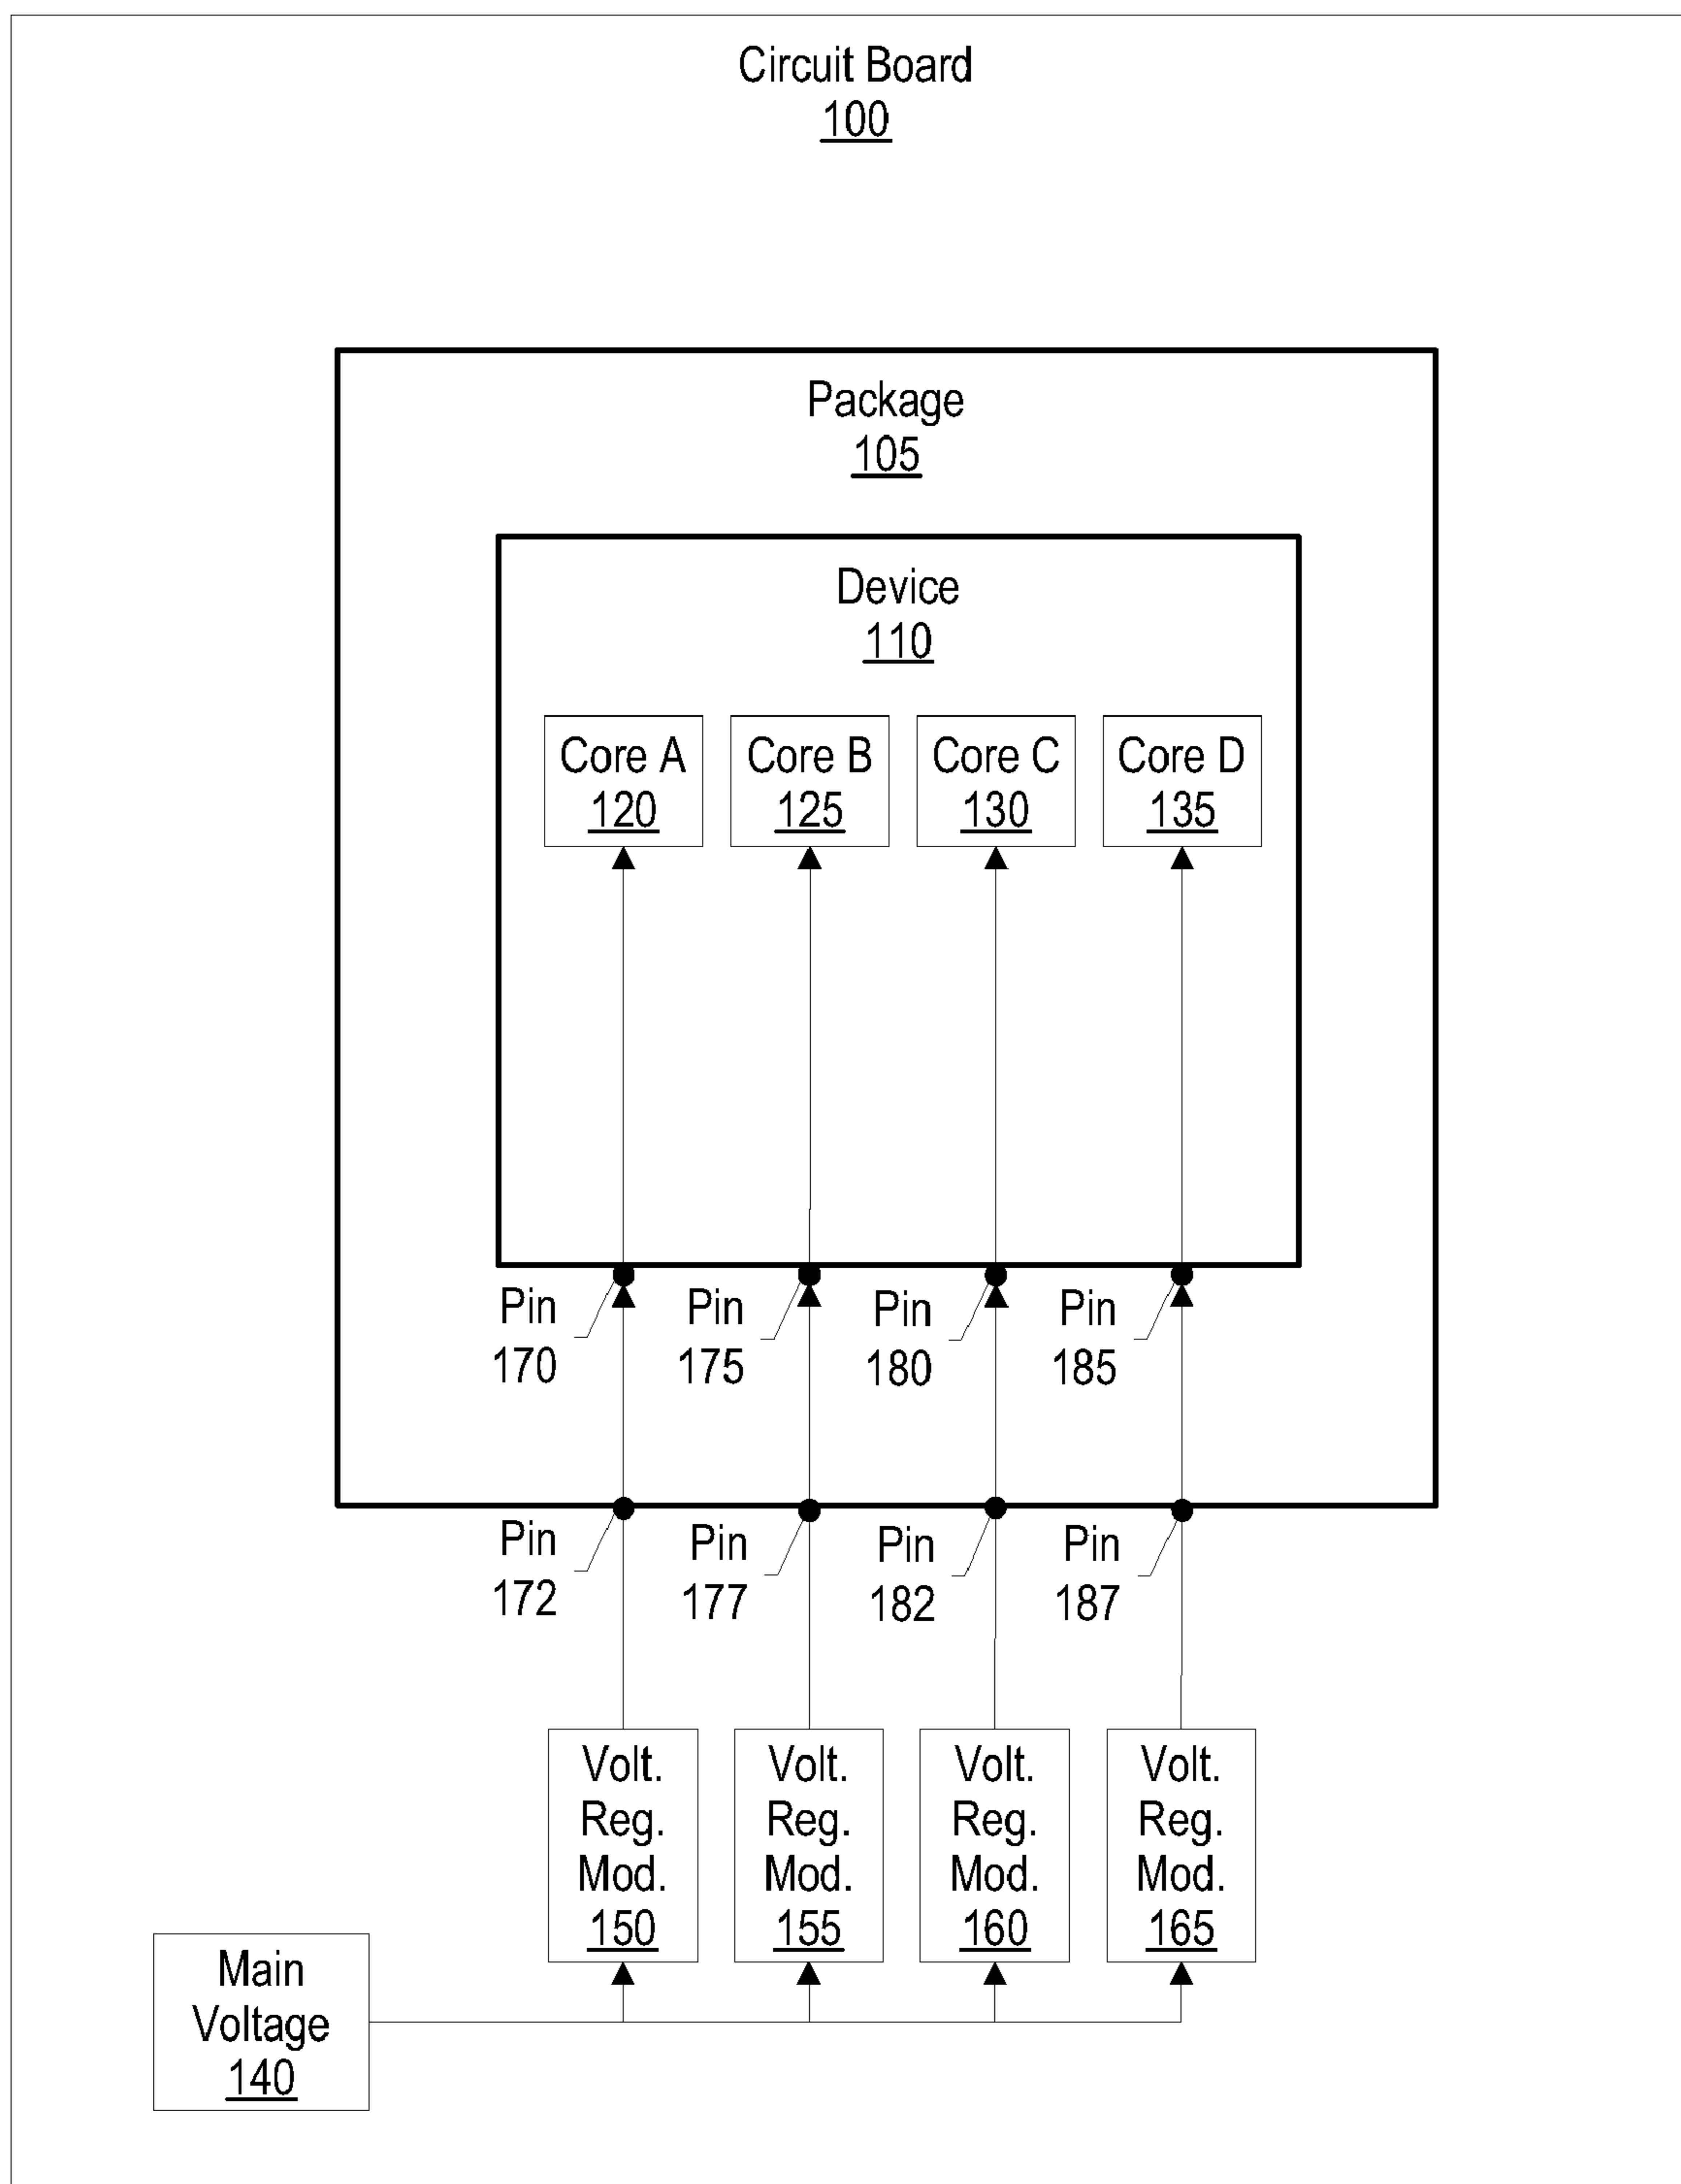 Circuit Board
100
Package
105
Device
110
Core A
120
Core B
125
Core C
130
Core D
135
Pin
170
Pin
175
Pin
180
Pin
185
Pin
172
Pin
177
Pin
182
Pin
187
Volt.
Reg.
Mod.
150
Volt.
Reg.
Mod.
155
Volt.
Reg.
Mod.
160
Volt.
Reg.
Mod.
165
Main
Voltage
140